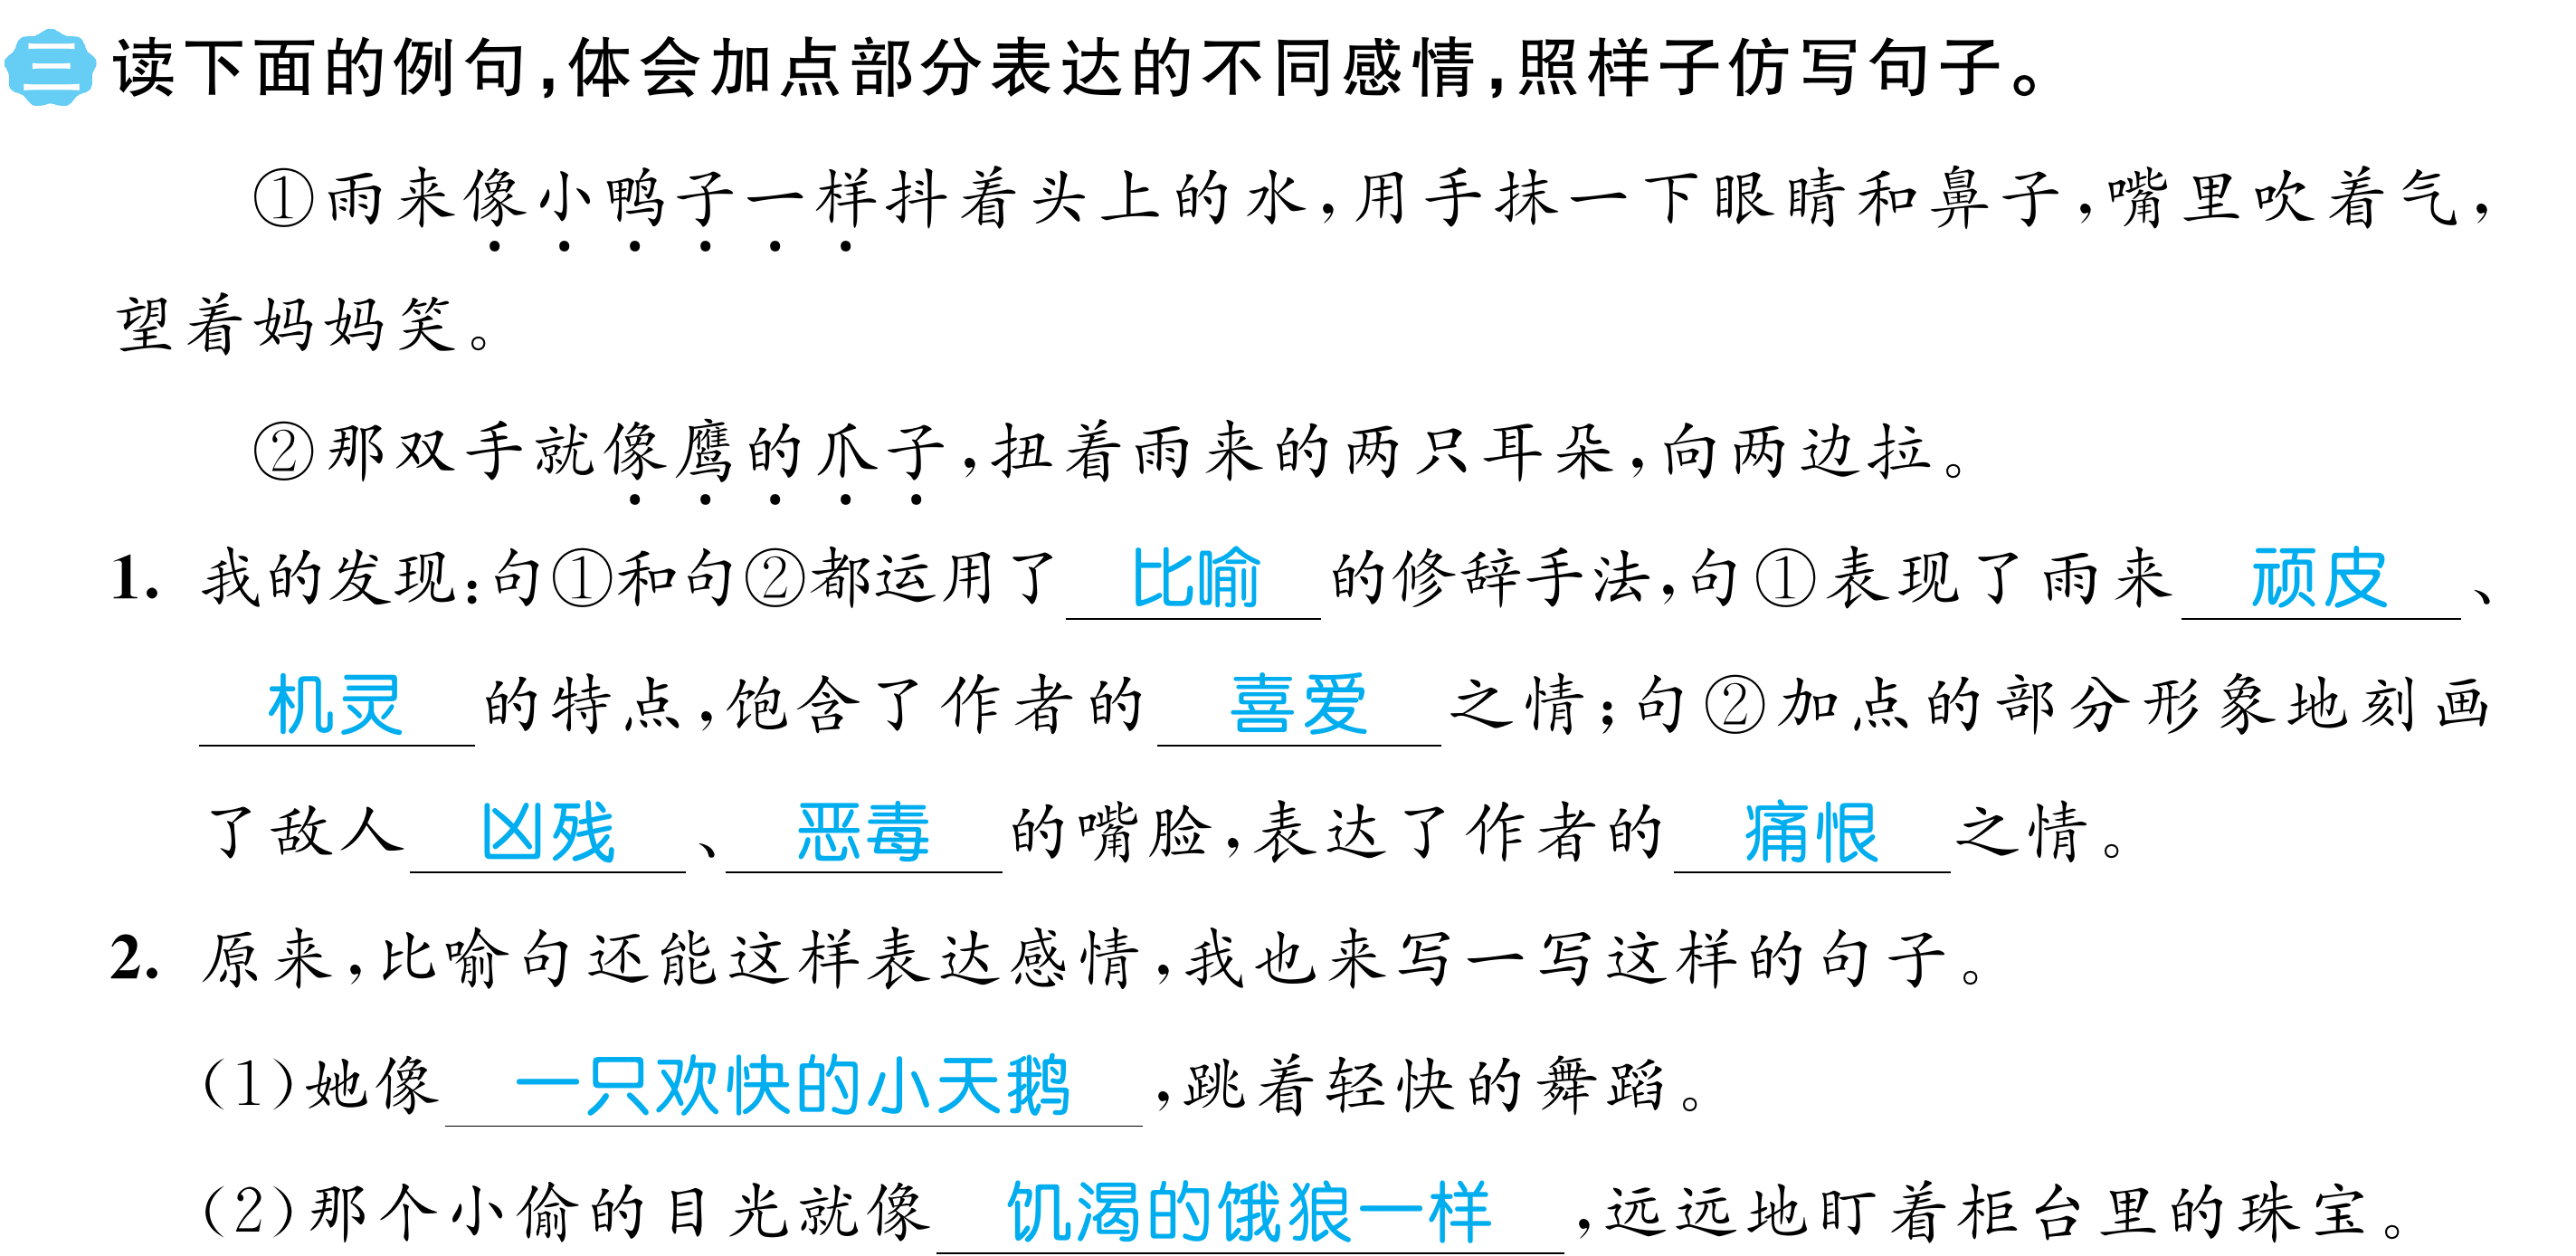 三 读下面的例句,体会加点部分表达的不同感情,照样子仿写句子。
①雨来像小鸭子一样抖着头上的水,用手抹一下眼睛和鼻子,嘴里吹着气,
望着妈妈笑。
②那双手就像鹰的爪子,扭着雨来的两只耳朵,向两边拉。
1. 我的发现:句①和句②都运用了 比喻 的修辞手法,句①表现了雨来 顽皮 、
机灵 的特点,饱含了作者的 喜爱 之情;句②加点的部分形象地刻画
了敌人 凶残 、 恶毒 的嘴脸,表达了作者的 痛恨 之情。
2. 原来,比喻句还能这样表达感情,我也来写一写这样的句子。
(1)她像 一只欢快的小天鹅 ,跳着轻快的舞蹈。
(2)那个小偷的目光就像 饥渴的饿狼一样 ,远远地盯着柜台里的珠宝。